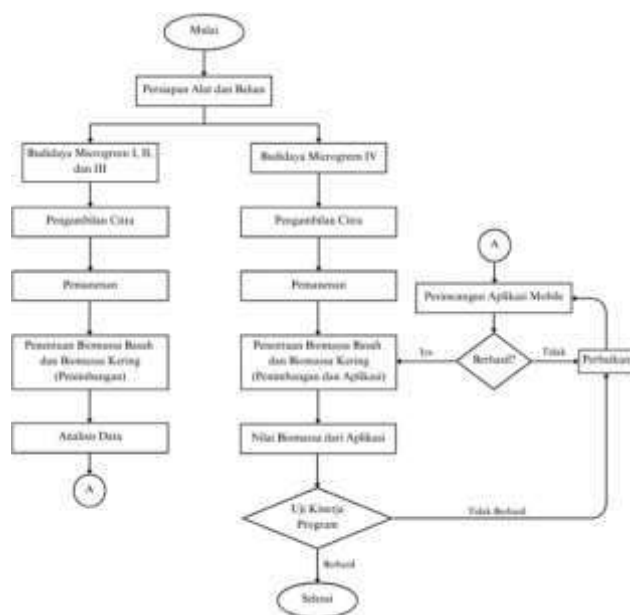 Mulai
Persiapan Alat dan Bahan
Budidaya Microgreen I, II,
dan III
Budidaya Microgreen IV
Pengambilan Citra
Pengambilan Citra
A
Pemanenan
Pemanenan
Perancangan Aplikasi Mobile
Penentuan Biomassa Basah
dan Biomassa Kering
(Penimbangan)
Penentuan Biomassa Basah
dan Biomassa Kering
(Penimbangan dan Aplikasi)
Yes
Berhasil?
Tidak
Perbaikan
Analisis Data
Nilai Biomassa dari Aplikasi
A
Uji Kinerja
Program
Tidak Berhasil
Berhasil
Selesai